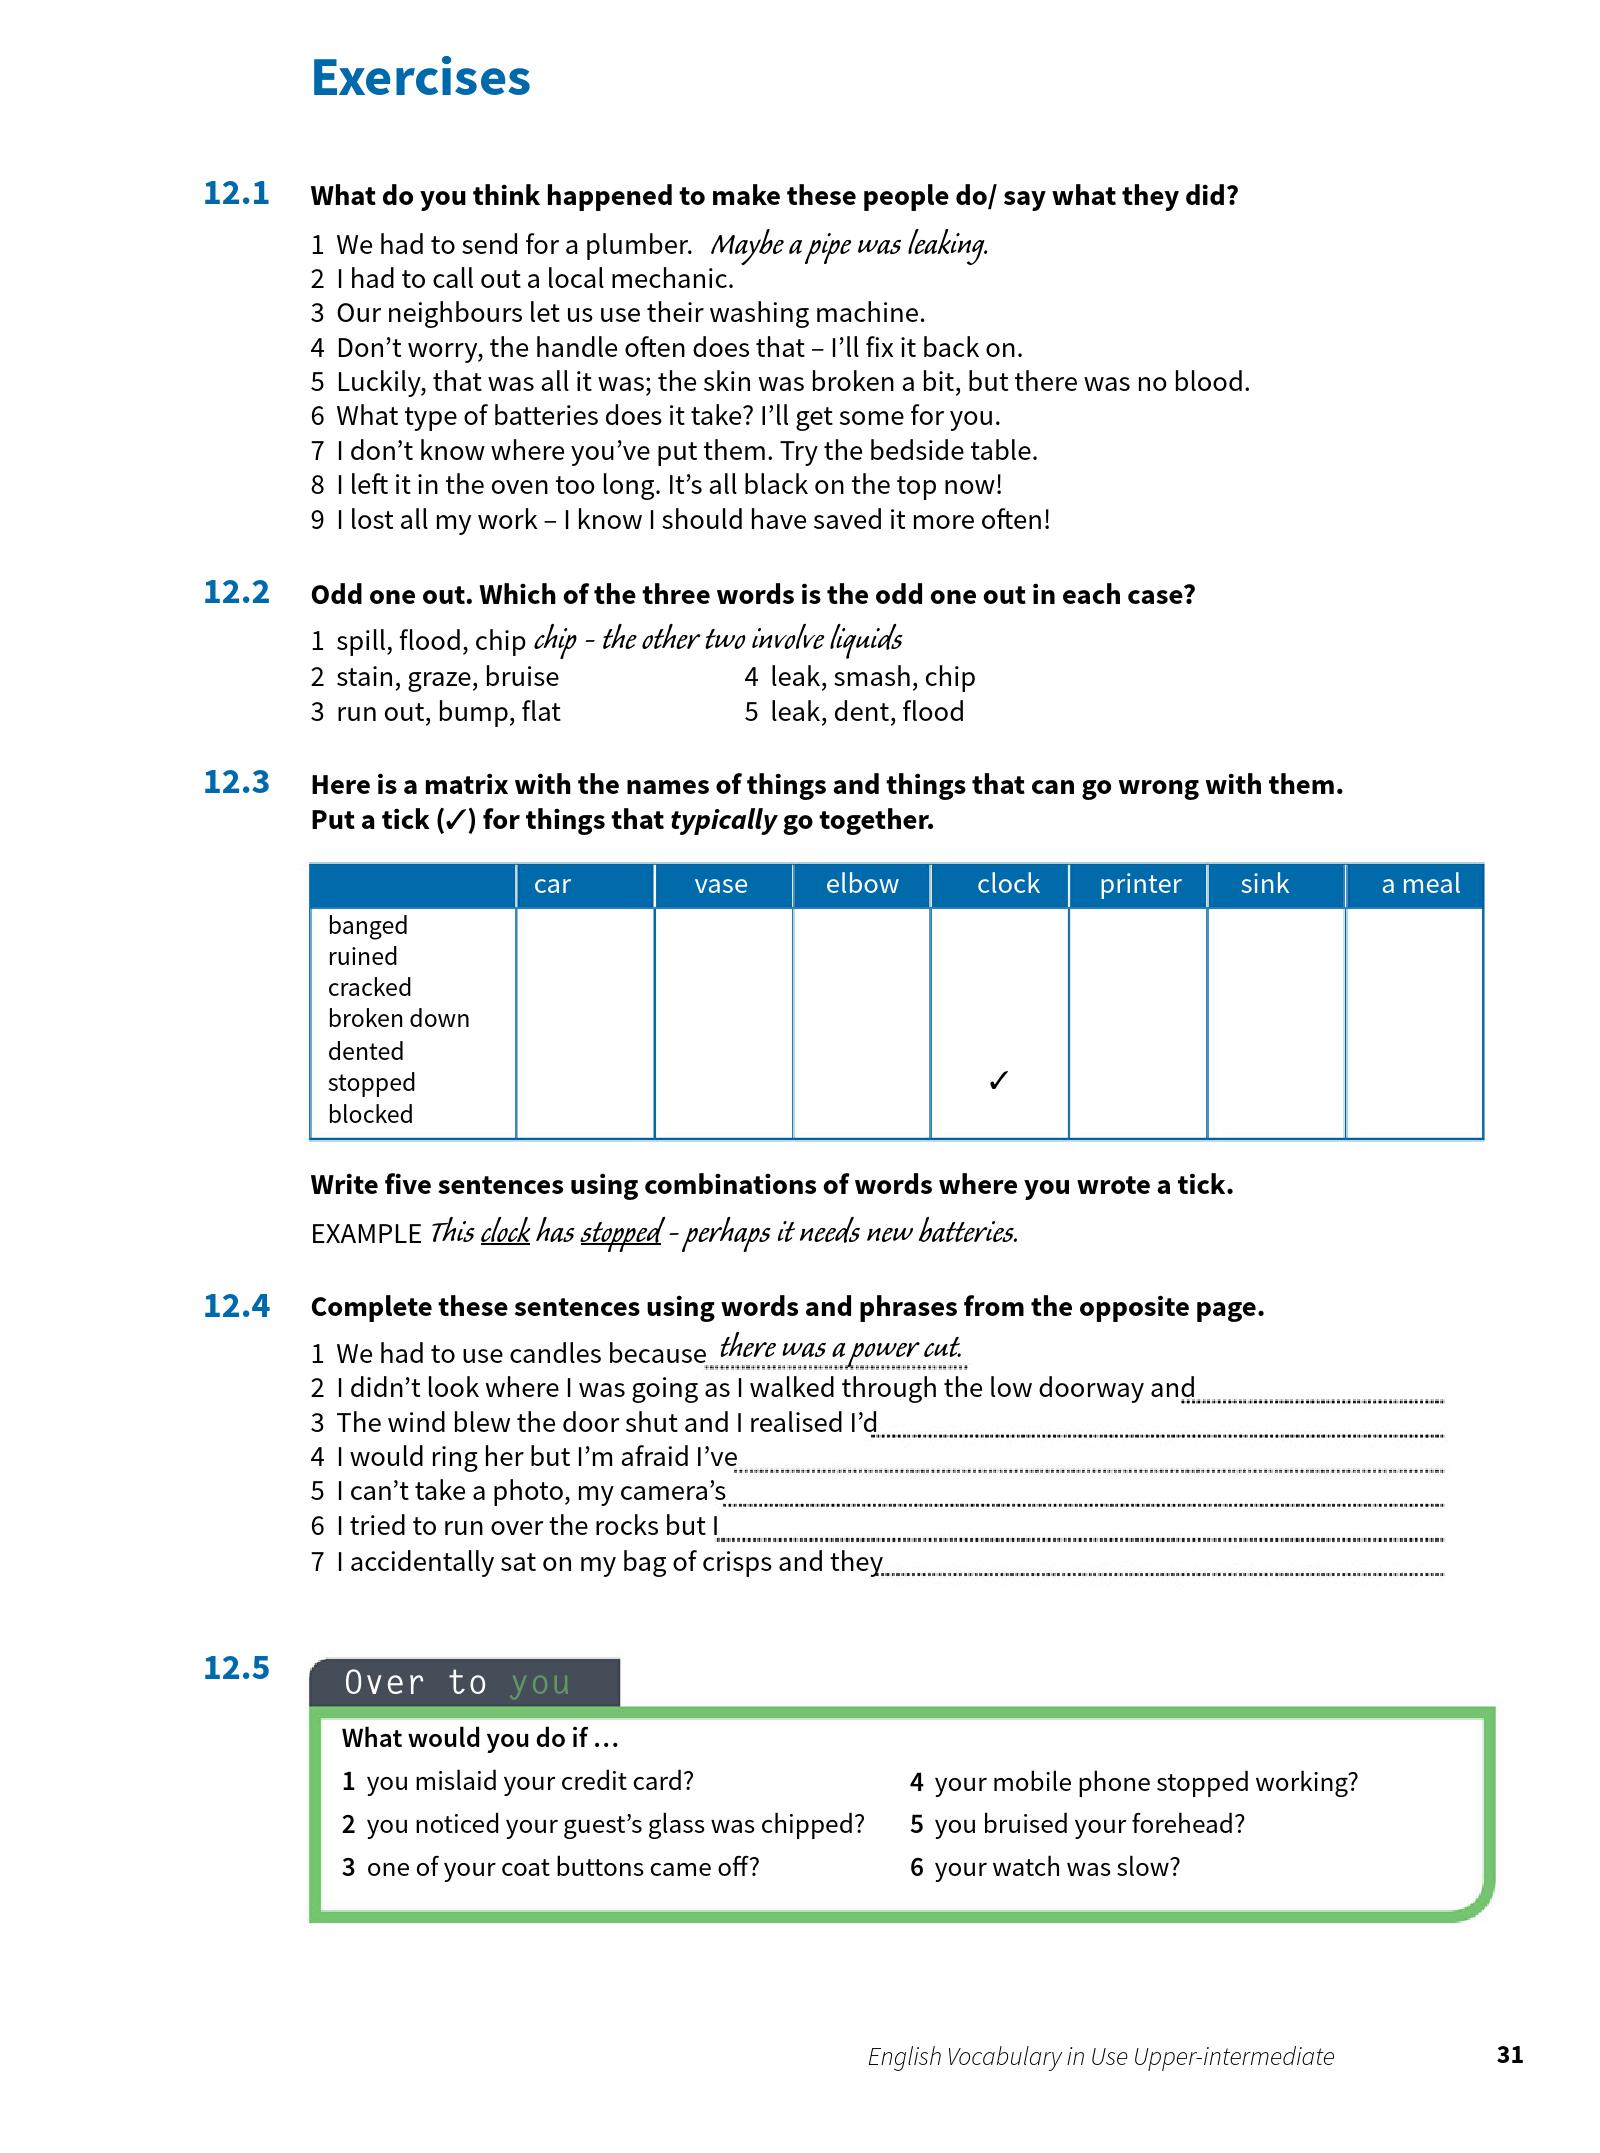 Exercises
12.1 What do you think happened to make these people do/ say what they did?
1 We had to send for a plumber. Maybe a pipe was leaking.
2 I had to call out a local mechanic.
3 Our neighbours let us use their washing machine.
4 Don’t worry, the handle often does that – I’ll fix it back on.
5 Luckily, that was all it was; the skin was broken a bit, but there was no blood.
6 What type of batteries does it take? I’ll get some for you.
7 I don’t know where you’ve put them. Try the bedside table.
8 I left it in the oven too long. It’s all black on the top now!
9 I lost all my work – I know I should have saved it more often!
12.2 Odd one out. Which of the three words is the odd one out in each case?
1 spill, flood, chip chip - the other two involve liquids
2 stain, graze, bruise 4 leak, smash, chip
3 run out, bump, flat 5 leak, dent, flood
12.3 Here is a matrix with the names of things and things that can go wrong with them.
Put a tick (✓) for things that typically go together.
car vase elbow clock printer sink a meal
banged
ruined
cracked
broken down
dented
stopped ✓
blocked
Write five sentences using combinations of words where you wrote a tick.
EXAMPLE This clock has stopped - perhaps it needs new batteries.
12.4 Complete these sentences using words and phrases from the opposite page.
1 We had to use candles because there was a power cut.
2 I didn’t look where I was going as I walked through the low doorway and
3 The wind blew the door shut and I realised I’d
4 I would ring her but I’m afraid I’ve
5 I can’t take a photo, my camera’s
6 I tried to run over the rocks but I
7 I accidentally sat on my bag of crisps and they
12.5 Over to you
What would you do if …
1 you mislaid your credit card? 4 your mobile phone stopped working?
2 you noticed your guest’s glass was chipped? 5 you bruised your forehead?
3 one of your coat buttons came off? 6 your watch was slow?
English Vocabulary in Use Upper-intermediate 31